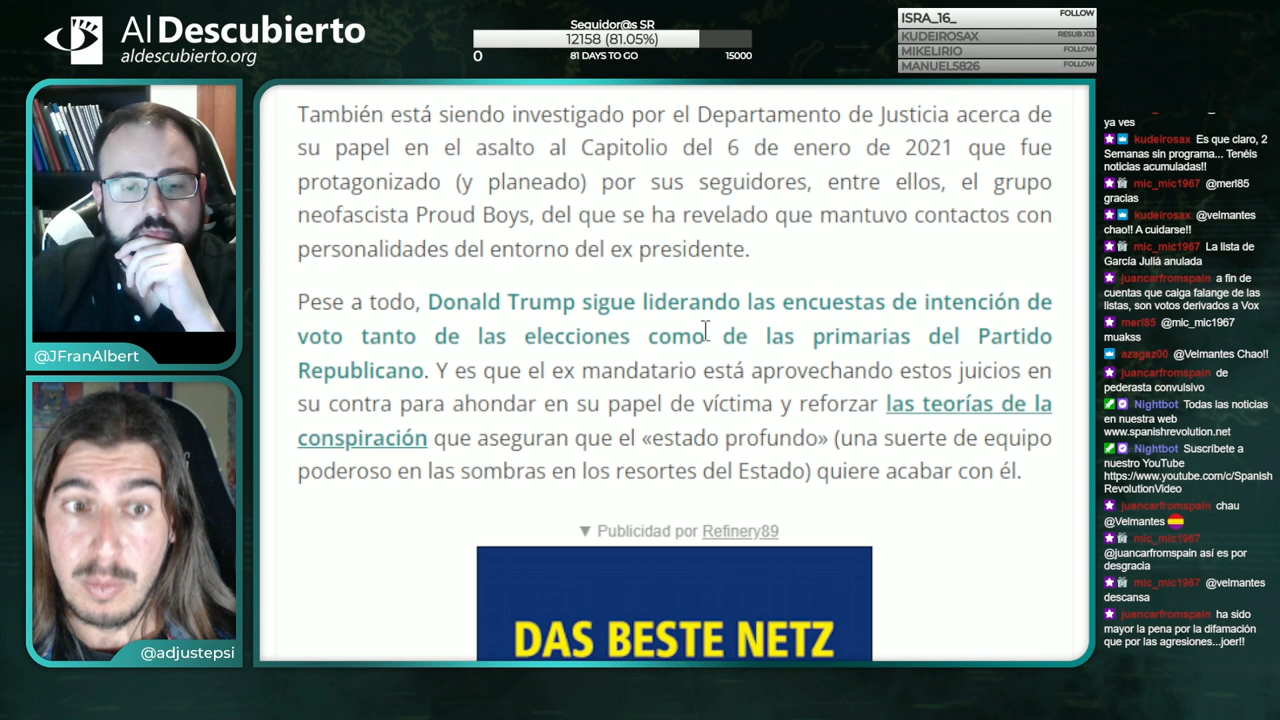 Al Descubierto
aldescubierto.org
Seguidor@s SR
12158 (81.05%)
0
81 DAYS TO GO
15000
ISRA_16_ FOLLOW
KUDEIROSAX RESUB X13
MIKELIRIO FOLLOW
MANUEL5826 FOLLOW
@JFranAlbert
@adjustepsi
También está siendo investigado por el Departamento de Justicia acerca de
su papel en el asalto al Capitolio del 6 de enero de 2021 que fue
protagonizado (y planeado) por sus seguidores, entre ellos, el grupo
neofascista Proud Boys, del que se ha revelado que mantuvo contactos con
personalidades del entorno del ex presidente.
Pese a todo, Donald Trump sigue liderando las encuestas de intención de
voto tanto de las elecciones como de las primarias del Partido
Republicano. Y es que el ex mandatario está aprovechando estos juicios en
su contra para ahondar en su papel de víctima y reforzar las teorías de la
conspiración que aseguran que el «estado profundo» (una suerte de equipo
poderoso en las sombras en los resortes del Estado) quiere acabar con él.
▼ Publicidad por Refinery89
DAS BESTE NETZ
ya ves
kudeirosax Es que claro, 2
Semanas sin programa... Tenéis
noticias acumuladas!!
mic_mic1967 @merl85
gracias
kudeirosax @velmantes
chao!! A cuidarse!!
mic_mic1967 La lista de
García Juliá anulada
juancarfromspain a fin de
cuentas que caiga falange de las
listas, son votos derivados a Vox
merl85 @mic_mic1967
muakss
azagaz00 @Velmantes Chao!!
juancarfromspain de
pederasta convulsivo
Nightbot Todas las noticias
en nuestra web
www.spanishrevolution.net
Nightbot Suscríbete a
nuestro YouTube
https://www.youtube.com/c/Spanish
RevolutionVideo
juancarfromspain chau
@Velmantes
mic_mic1967
@juancarfromspain así es por
desgracia
mic_mic1967 @velmantes
descansa
juancarfromspain ha sido
mayor la pena por la difamación
que por las agresiones...joer!!